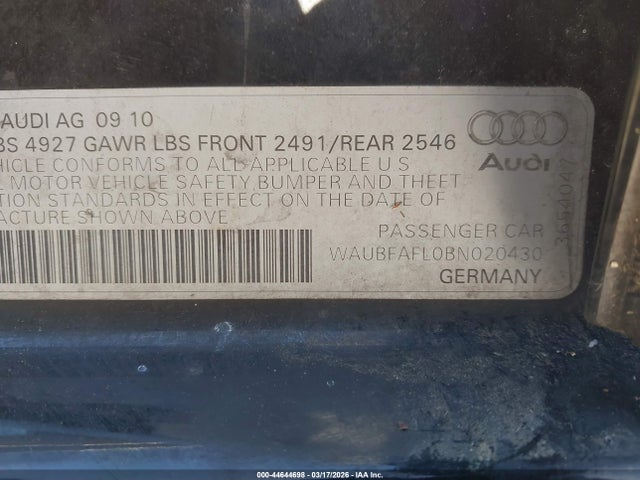 AUDI AG 09 10
BS 4927 GAWR LBS FRONT 2491/REAR 2546
HICLE CONFORMS TO ALL APPLICABLE U S
L MOTOR VEHICLE SAFETY, BUMPER AND THEFT
TION STANDARDS IN EFFECT ON THE DATE OF
FACTURE SHOWN ABOVE
Audi
3654047
PASSENGER CAR
WAUBFAFL0BN020430
GERMANY
000-44644698 - 03/17/2026 - IAA Inc.